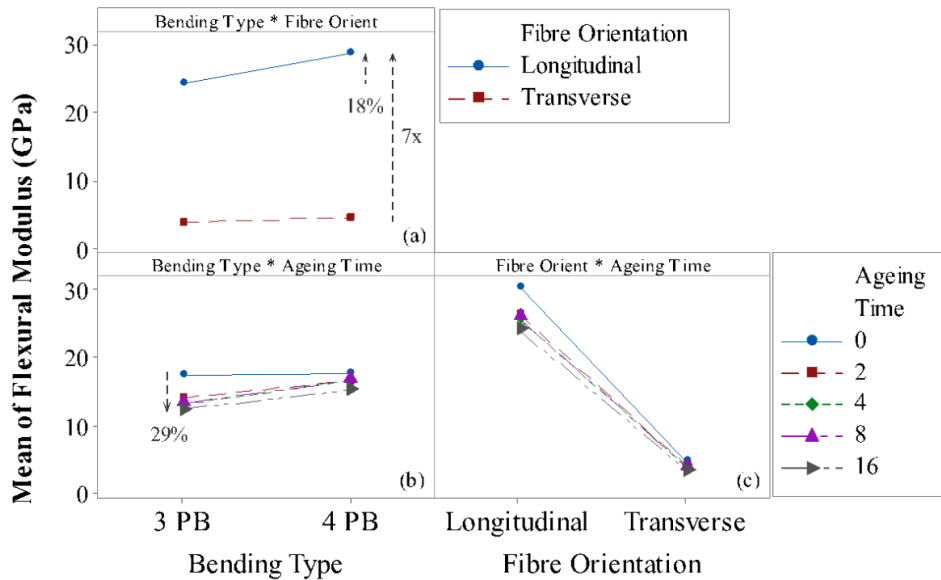 Mean of Flexural Modulus (GPa)
Bending Type * Fibre Orient
30
20
10
0
18%
7x
(a)
Fibre Orientation
Longitudinal
Transverse
Bending Type * Ageing Time
30
20
10
0
29%
(b)
3 PB
4 PB
Bending Type
Fibre Orient * Ageing Time
(c)
Longitudinal
Transverse
Fibre Orientation
Ageing
Time
0
2
4
8
16